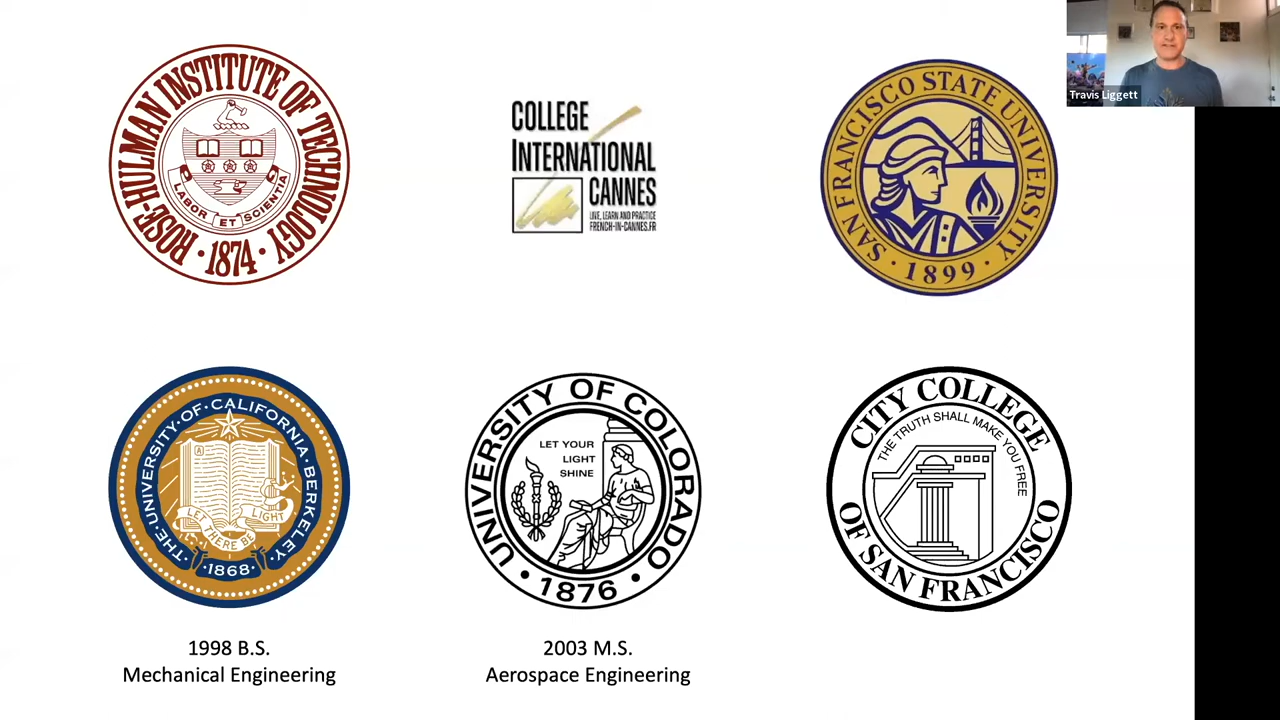 ROSE-HULMAN INSTITUTE OF TECHNOLOGY
LABOR ET SCIENTIA
· 1874 ·
COLLEGE
INTERNATIONAL
CANNES
LIVE, LEARN AND PRACTICE
FRENCH-IN-CANNES.FR
SAN FRANCISCO STATE UNIVERSITY
· 1899 ·
Travis Liggett
·THE·UNIVERSITY·OF·CALIFORNIA·BERKELEY·
A
LET THERE BE LIGHT
·1868·
UNIVERSITY OF COLORADO
LET YOUR
LIGHT
SHINE
• 1876 •
CITY COLLEGE
THE TRUTH SHALL MAKE YOU FREE
OF SAN FRANCISCO
1998 B.S.
Mechanical Engineering
2003 M.S.
Aerospace Engineering